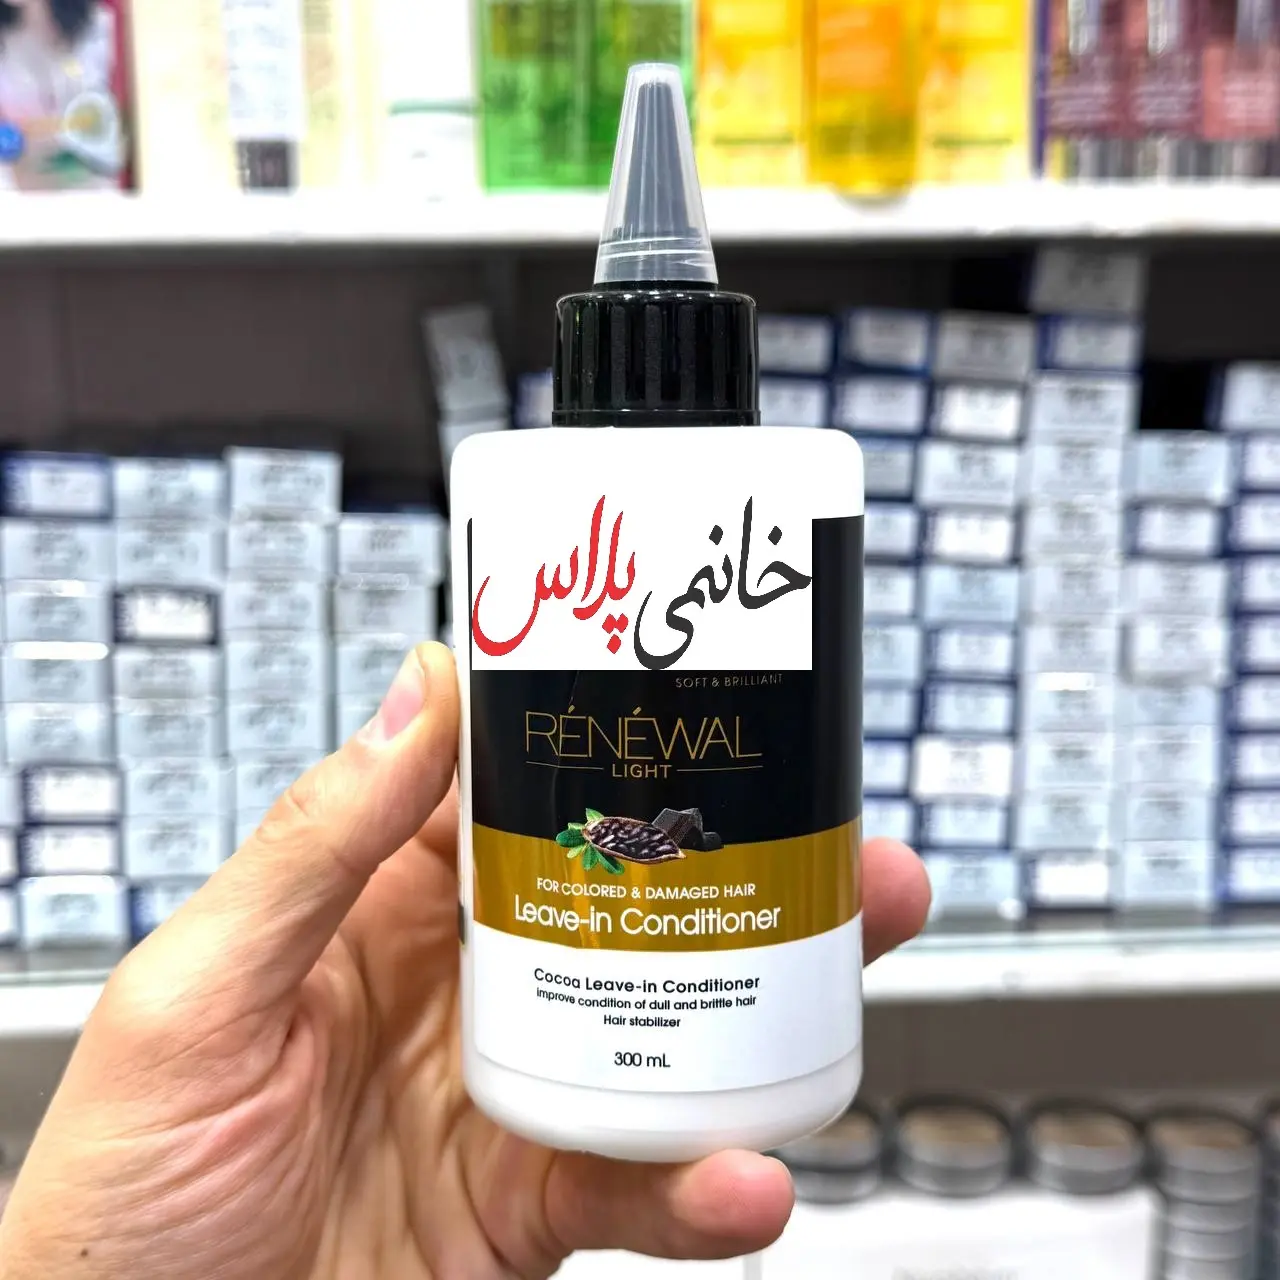 خانمی پلاس
SOFT & BRILLIANT
RÉNÉWAL
LIGHT
FOR COLORED & DAMAGED HAIR
Leave-in Conditioner
Cocoa Leave-in Conditioner
improve condition of dull and brittle hair
Hair stabilizer
300 mL